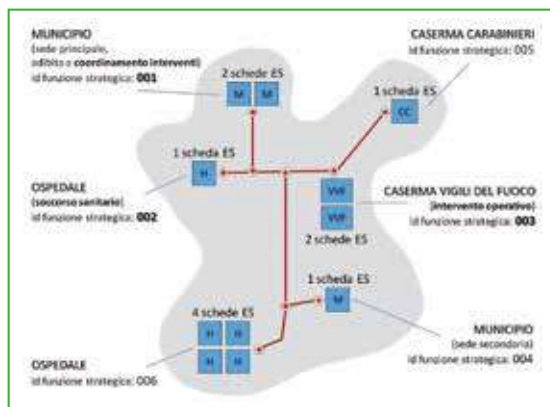 MUNICIPIO
(sede principale,
adibita a coordinamento interventi)
id funzione strategica: 001
2 schede ES
M M
CASERMA CARABINIERI
id funzione strategica: 005
1 scheda ES
CC
1 scheda ES
H
OSPEDALE
(soccorso sanitario)
id funzione strategica: 002
VVF
VVF
2 schede ES
CASERMA VIGILI DEL FUOCO
(intervento operativo)
id funzione strategica: 003
1 scheda ES
M
MUNICIPIO
(sede secondaria)
id funzione strategica: 004
4 schede ES
H H
H H
OSPEDALE
id funzione strategica: 006